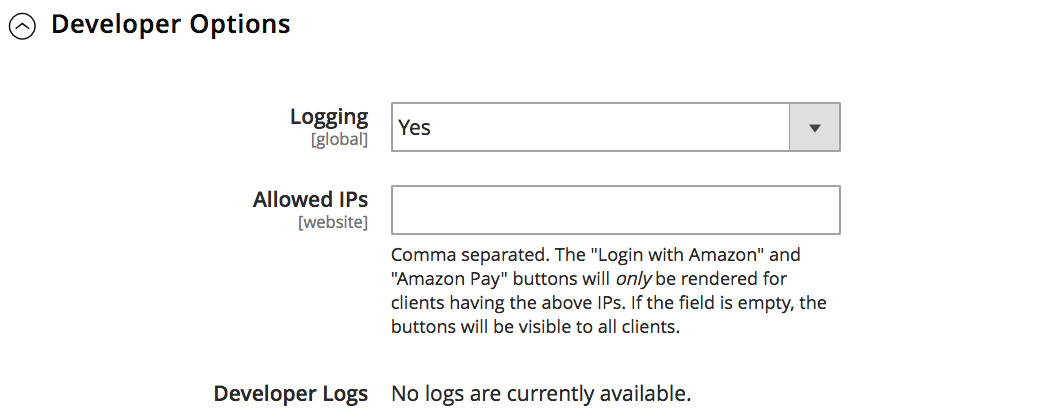 Developer Options
Logging
[global]
Yes
Allowed IPs
[website]
Comma separated. The "Login with Amazon" and
"Amazon Pay" buttons will only be rendered for
clients having the above IPs. If the field is empty, the
buttons will be visible to all clients.
Developer Logs No logs are currently available.